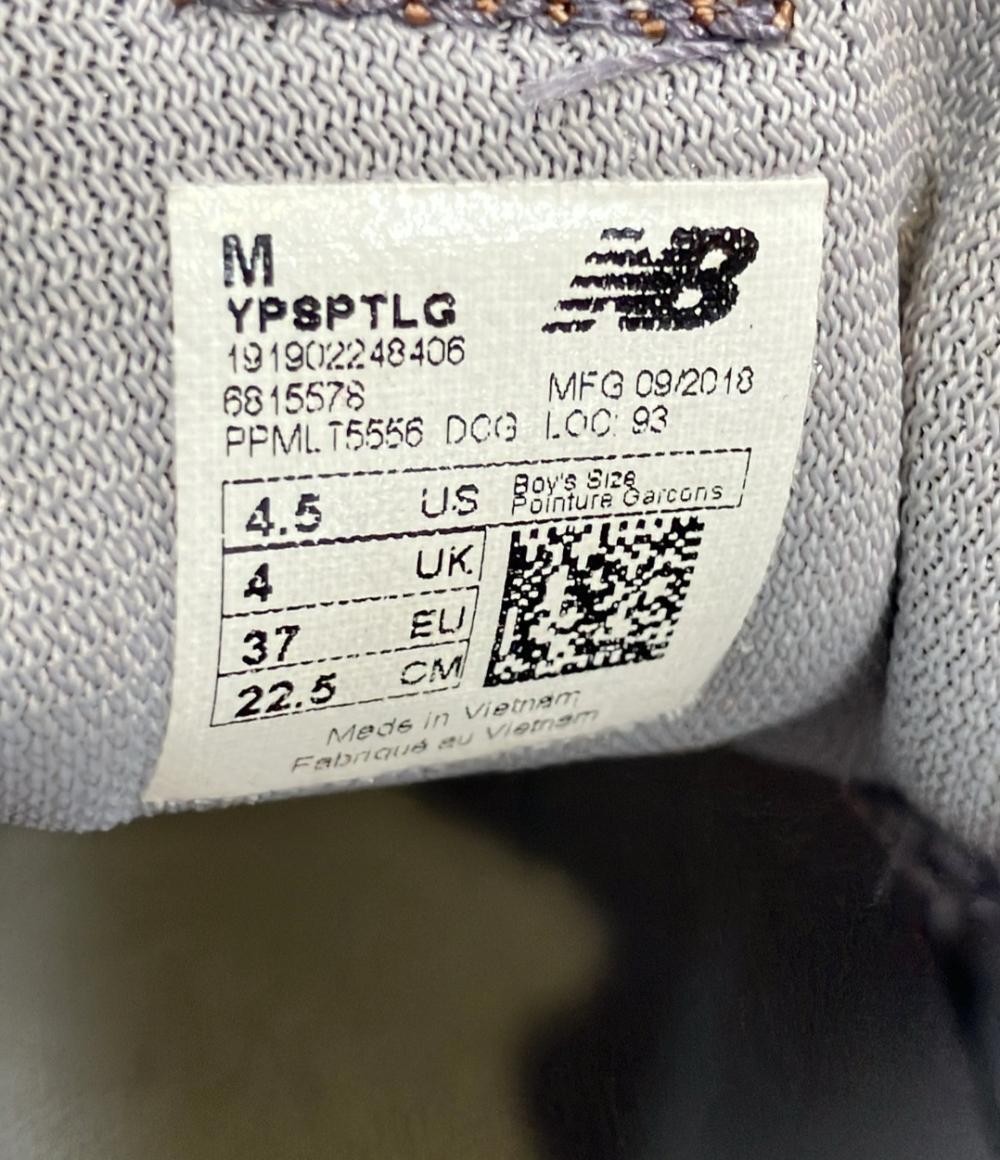 M
YPSPTLG
191902248406
6815578
MFG 09/2018
PPMLT5556 DCG LOC: 93
4.5 US
Boy's Size
Pointure Garcons
4 UK
37 EU
22.5 CM
Made in Vietnam
Fabriqué au Vietnam